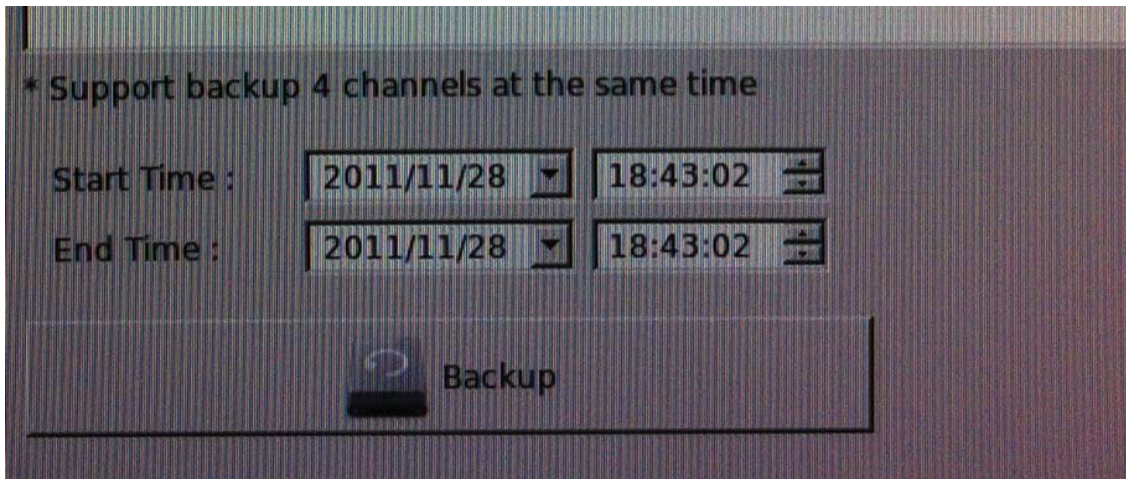 * Support backup 4 channels at the same time
Start Time : 2011/11/28 18:43:02
End Time : 2011/11/28 18:43:02
Backup